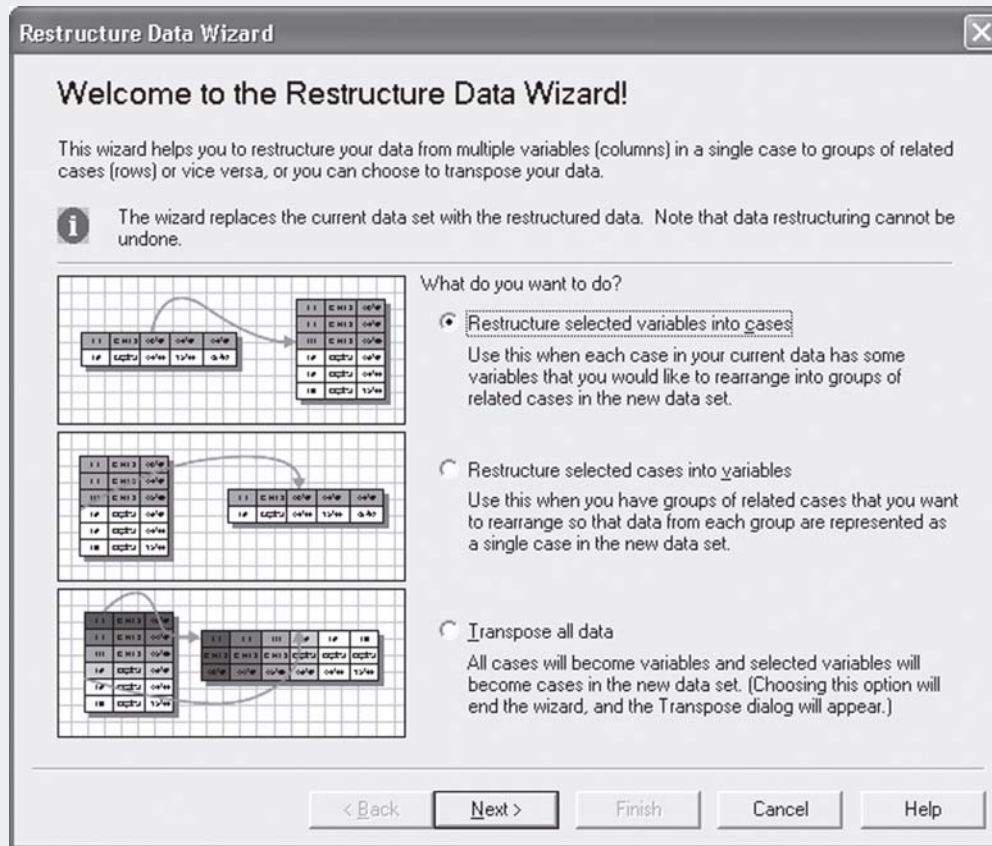 Restructure Data Wizard
Welcome to the Restructure Data Wizard!
This wizard helps you to restructure your data from multiple variables (columns) in a single case to groups of related
cases (rows) or vice versa, or you can choose to transpose your data.
The wizard replaces the current data set with the restructured data. Note that data restructuring cannot be
undone.
What do you want to do?
Restructure selected variables into cases
Use this when each case in your current data has some
variables that you would like to rearrange into groups of
related cases in the new data set.
Restructure selected cases into variables
Use this when you have groups of related cases that you want
to rearrange so that data from each group are represented as
a single case in the new data set.
Transpose all data
All cases will become variables and selected variables will
become cases in the new data set. (Choosing this option will
end the wizard, and the Transpose dialog will appear.)
< Back
Next >
Finish
Cancel
Help